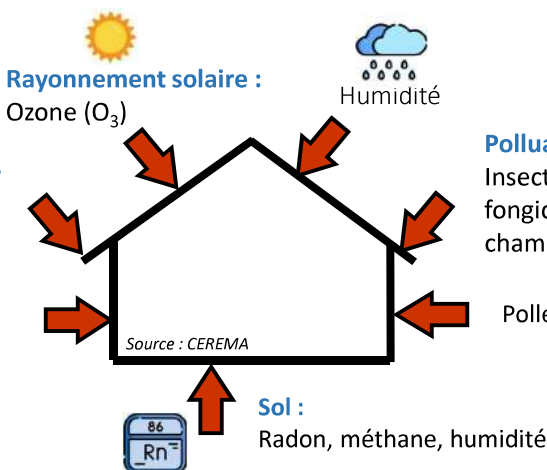 Rayonnement solaire :
Ozone (O₃)
Humidité
Source : CEREMA
86
Rn
Sol :
Radon, méthane, humidité